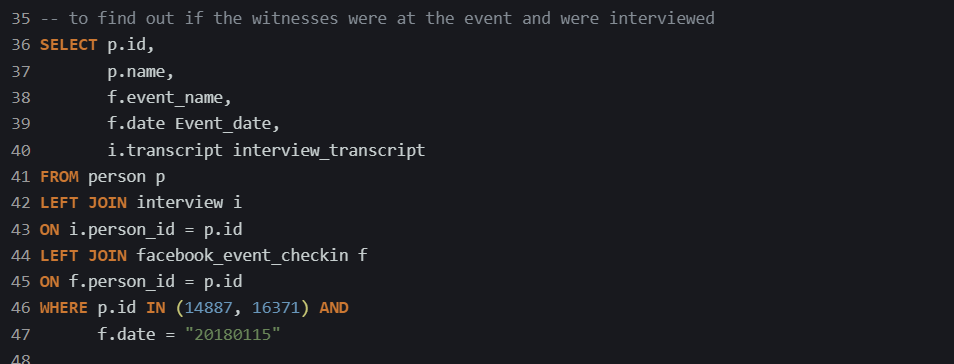 35 -- to find out if the witnesses were at the event and were interviewed
36 SELECT p.id,
37        p.name,
38        f.event_name,
39        f.date Event_date,
40        i.transcript interview_transcript
41 FROM person p
42 LEFT JOIN interview i
43 ON i.person_id = p.id
44 LEFT JOIN facebook_event_checkin f
45 ON f.person_id = p.id
46 WHERE p.id IN (14887, 16371) AND
47       f.date = "20180115"
48